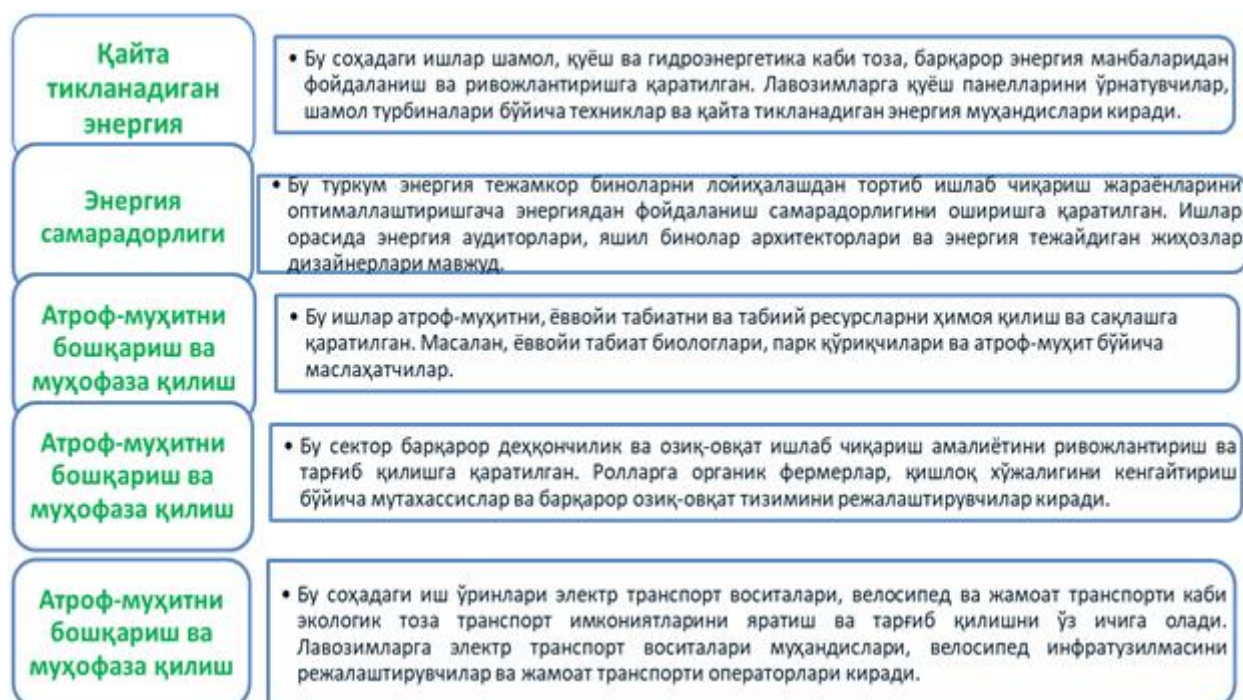 Қайта
тикланадиган
энергия
• Бу соҳадаги ишлар шамол, қуёш ва гидроэнергетика каби тоза, барқарор энергия манбаларидан
фойдаланиш ва ривожлантиришга қаратилган. Лавозимларга қуёш панелларини ўрнатувчилар,
шамол турбиналари бўйича техниклар ва қайта тикланадиган энергия муҳандислари киради.
Энергия
самарадорлиги
• Бу туркум энергия тежамкор биноларни лойиҳалашдан тортиб ишлаб чиқариш жараёнларини
оптималлаштиришгача энергиядан фойдаланиш самарадорлигини оширишга қаратилган. Ишлар
орасида энергия аудиторлари, яшил бинолар архитекторлари ва энергия тежайдиган жиҳозлар
дизайнерлари мавжуд.
Атроф-муҳитни
бошқариш ва
муҳофаза қилиш
• Бу ишлар атроф-муҳитни, ёввойи табиатни ва табиий ресурсларни ҳимоя қилиш ва сақлашга
қаратилган. Масалан, ёввойи табиат биологлари, парк қўриқчилари ва атроф-муҳит бўйича
маслаҳатчилар.
Атроф-муҳитни
бошқариш ва
муҳофаза қилиш
• Бу сектор барқарор деҳқончилик ва озиқ-овқат ишлаб чиқариш амалиётини ривожлантириш ва
тарғиб қилишга қаратилган. Ролларга органик фермерлар, қишлоқ хўжалигини кенгайтириш
бўйича мутахассислар ва барқарор озиқ-овқат тизимини режалаштирувчилар киради.
Атроф-муҳитни
бошқариш ва
муҳофаза қилиш
• Бу соҳадаги иш ўринлари электр транспорт воситалари, велосипед ва жамоат транспорти каби
экологик тоза транспорт имкониятларини яратиш ва тарғиб қилишни ўз ичига олади.
Лавозимларга электр транспорт воситалари муҳандислари, велосипед инфратузилмасини
режалаштирувчилар ва жамоат транспорти операторлари киради.